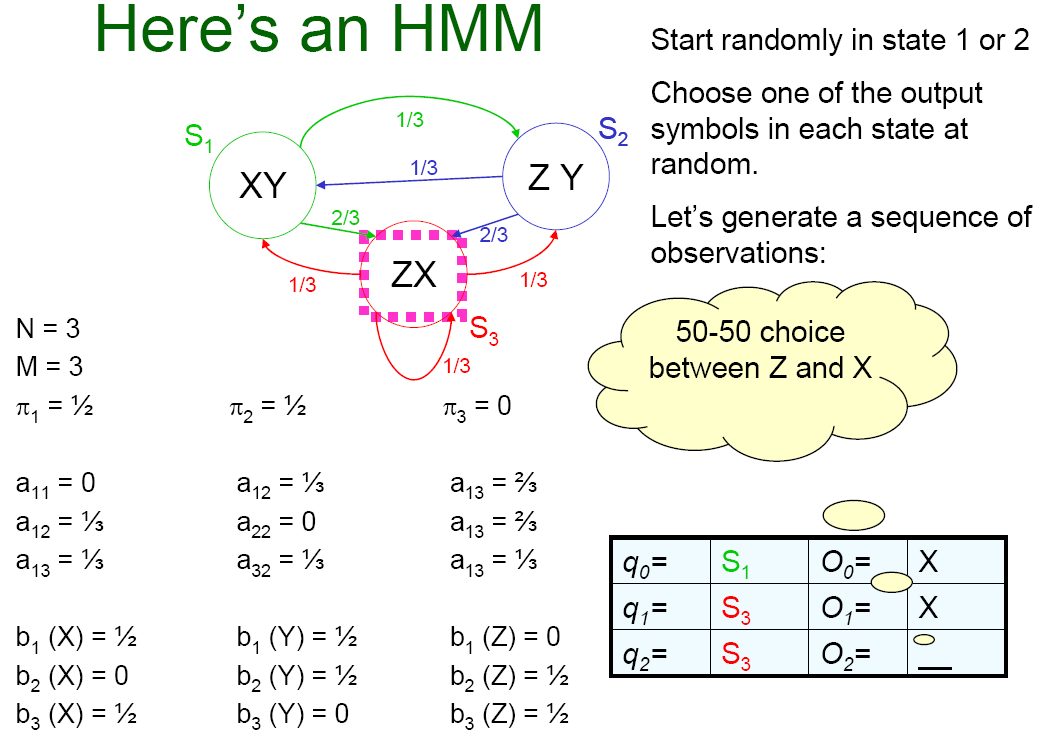 Here's an HMM
Start randomly in state 1 or 2
Choose one of the output
symbols in each state at
random.
Let's generate a sequence of
observations:
S1
1/3
S2
XY
1/3
Z Y
2/3
2/3
ZX
1/3
1/3
S3
1/3
50-50 choice
between Z and X
N = 3
M = 3
π1 = ½ π2 = ½ π3 = 0
a11 = 0 a12 = ⅓ a13 = ⅔
a12 = ⅓ a22 = 0 a13 = ⅔
a13 = ⅓ a32 = ⅓ a13 = ⅓
b1 (X) = ½ b1 (Y) = ½ b1 (Z) = 0
b2 (X) = 0 b2 (Y) = ½ b2 (Z) = ½
b3 (X) = ½ b3 (Y) = 0 b3 (Z) = ½
q0= S1 O0= X
q1= S3 O1= X
q2= S3 O2= __